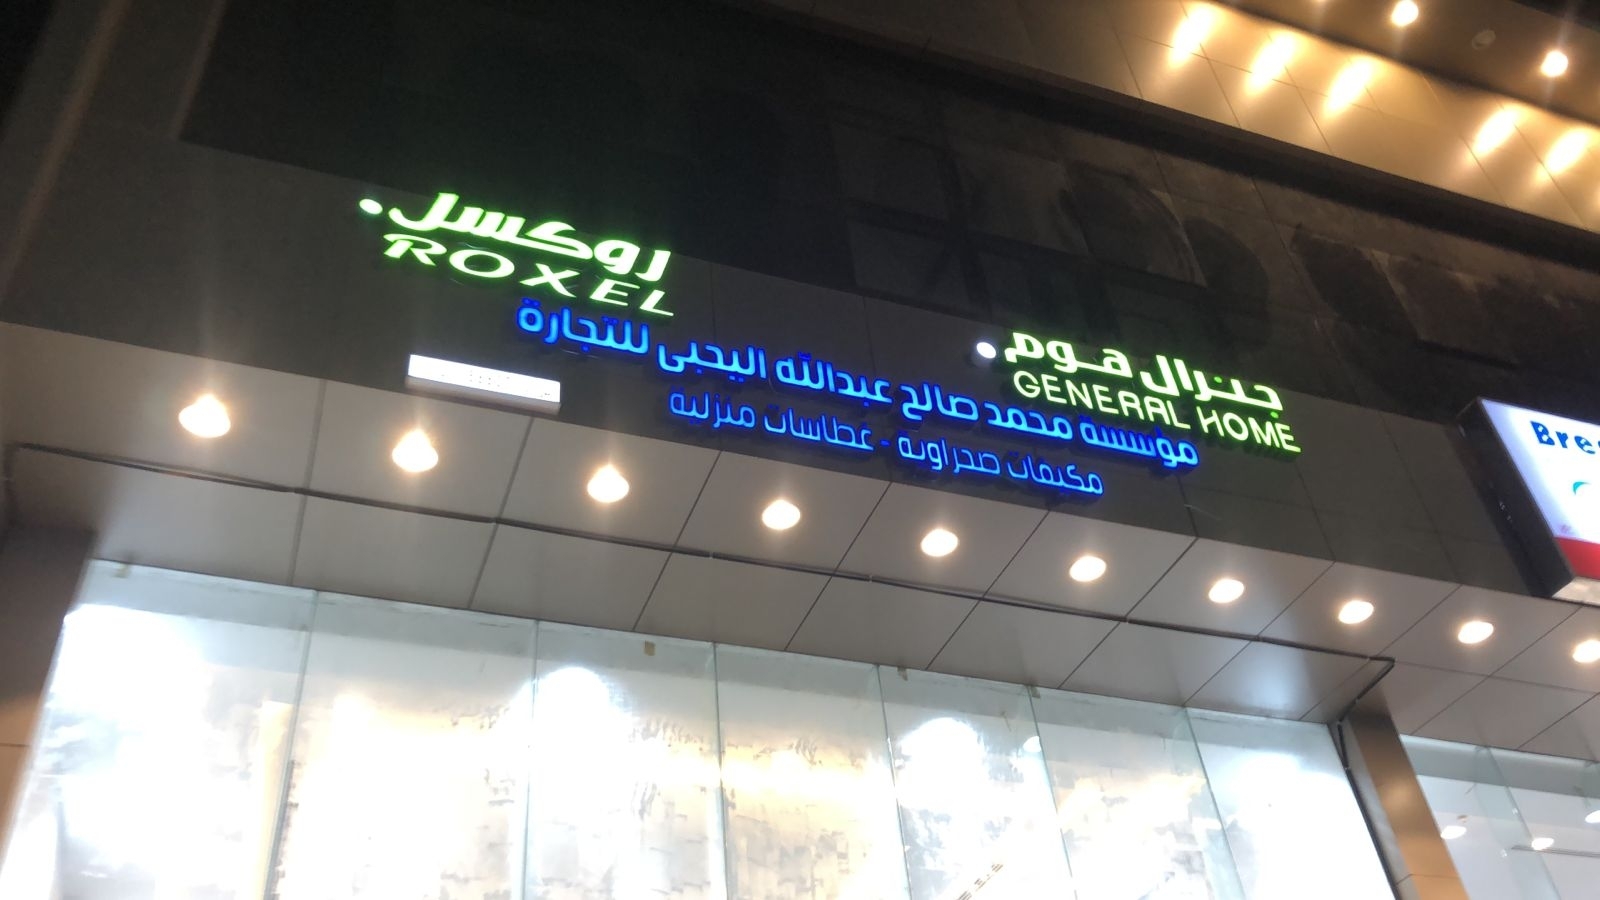 جنرال هوم
GENERAL HOME
روكسل
ROXEL
مؤسسة محمد صالح عبدالله اليحيى للتجارة
مكيفات صحراوية - غطاسات منزلية